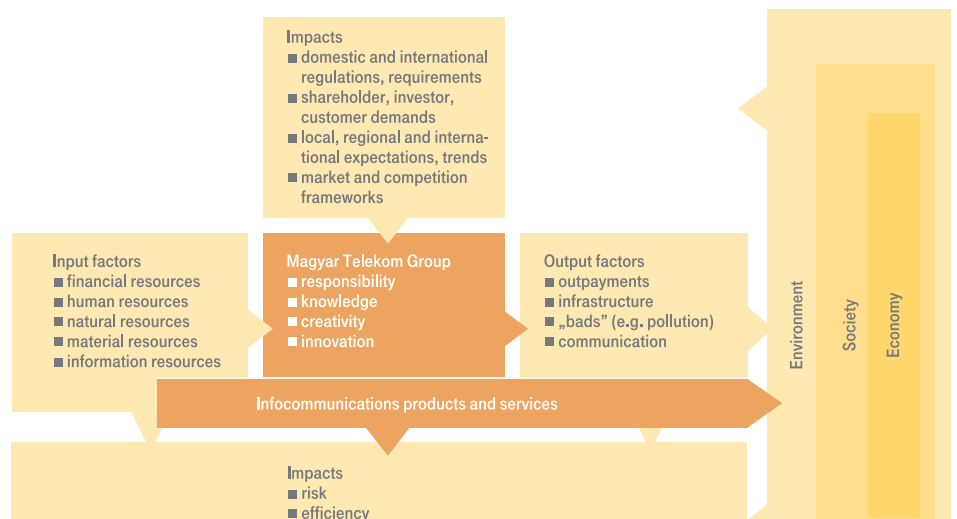 Impacts
■ domestic and international
regulations, requirements
■ shareholder, investor,
customer demands
■ local, regional and interna-
tional expectations, trends
■ market and competition
frameworks
Input factors
■ financial resources
■ human resources
■ natural resources
■ material resources
■ information resources
Magyar Telekom Group
■ responsibility
■ knowledge
■ creativity
■ innovation
Output factors
■ outpayments
■ infrastructure
■ „bads” (e.g. pollution)
■ communication
Environment
Society
Economy
Infocommunications products and services
Impacts
■ risk
■ efficiency